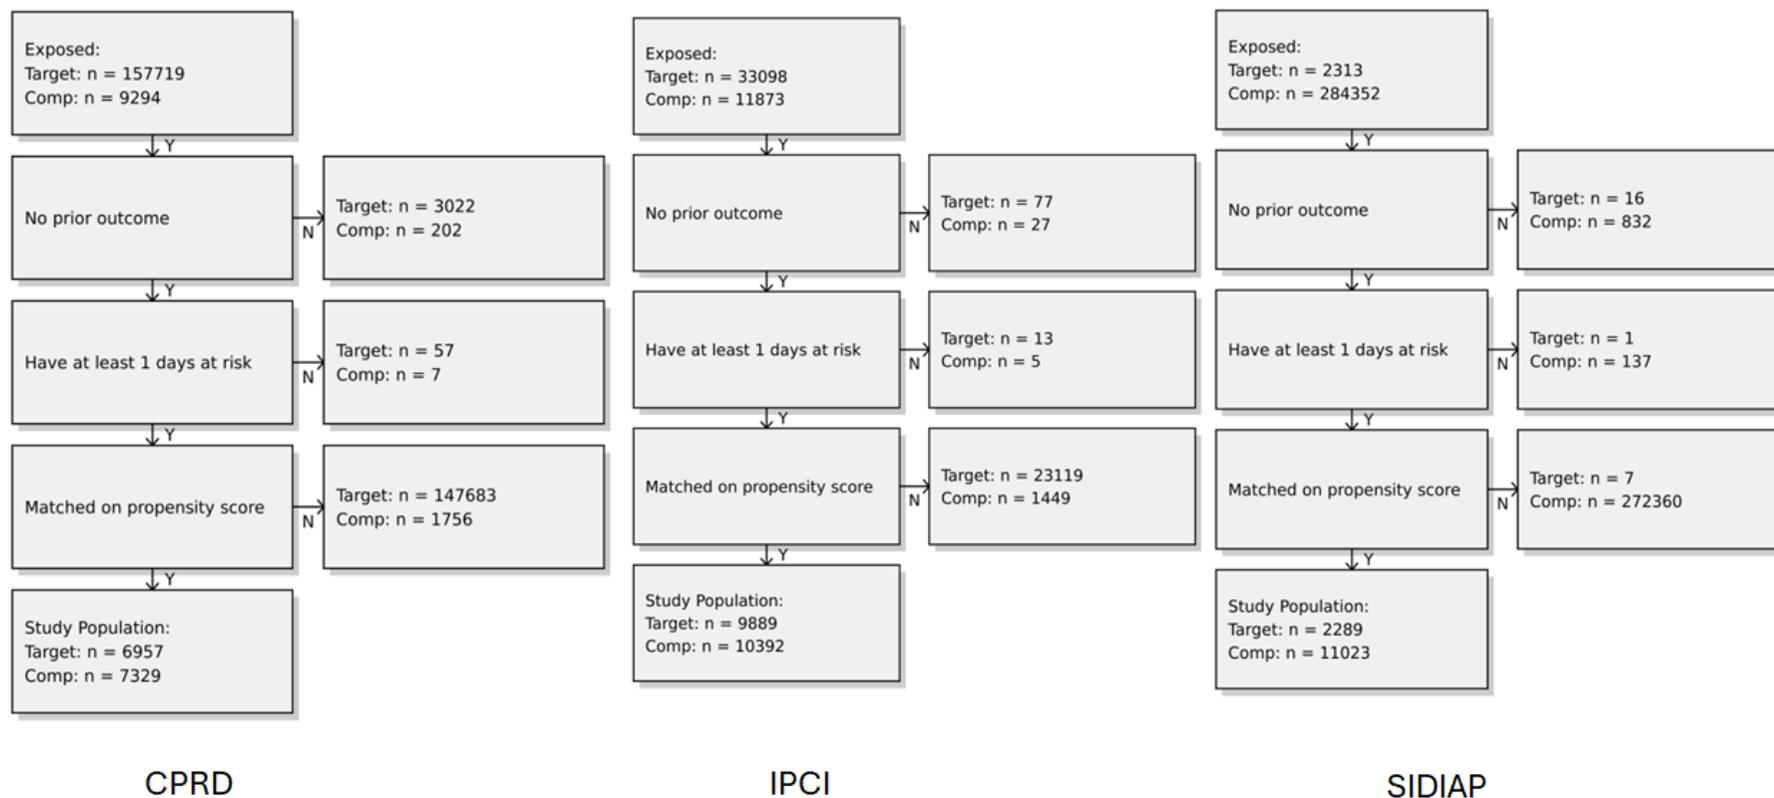 Exposed:
Target: n = 157719
Comp: n = 9294
Y
No prior outcome
N
Target: n = 3022
Comp: n = 202
Y
Have at least 1 days at risk
N
Target: n = 57
Comp: n = 7
Y
Matched on propensity score
N
Target: n = 147683
Comp: n = 1756
Y
Study Population:
Target: n = 6957
Comp: n = 7329
CPRD
Exposed:
Target: n = 33098
Comp: n = 11873
Y
No prior outcome
N
Target: n = 77
Comp: n = 27
Y
Have at least 1 days at risk
N
Target: n = 13
Comp: n = 5
Y
Matched on propensity score
N
Target: n = 23119
Comp: n = 1449
Y
Study Population:
Target: n = 9889
Comp: n = 10392
IPCI
Exposed:
Target: n = 2313
Comp: n = 284352
Y
No prior outcome
N
Target: n = 16
Comp: n = 832
Y
Have at least 1 days at risk
N
Target: n = 1
Comp: n = 137
Y
Matched on propensity score
N
Target: n = 7
Comp: n = 272360
Y
Study Population:
Target: n = 2289
Comp: n = 11023
SIDIAP